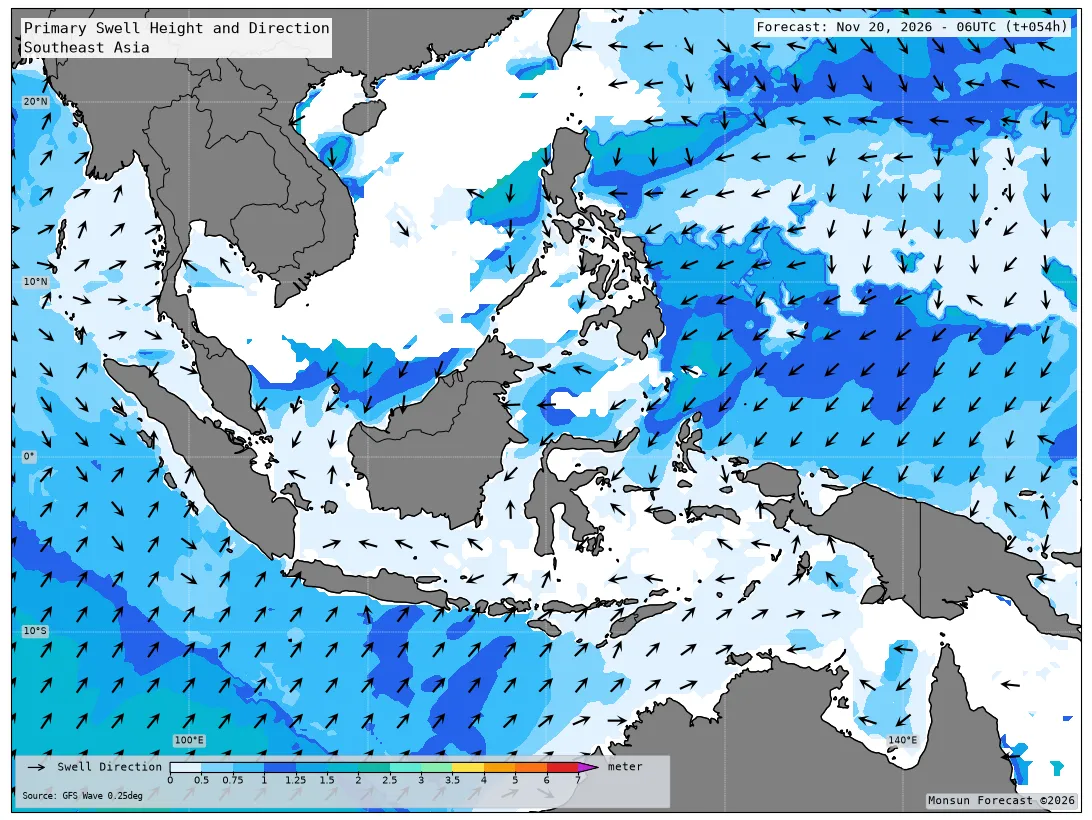 Primary Swell Height and Direction
Southeast Asia
Forecast: Nov 20, 2026 - 06UTC (t+054h)
20°N
10°N
0°
10°S
100°E
140°E
Swell Direction
meter
0 0.5 0.75 1 1.25 1.5 2 2.5 3 3.5 4 5 6 7
Source: GFS Wave 0.25deg
Monsun Forecast ©2026